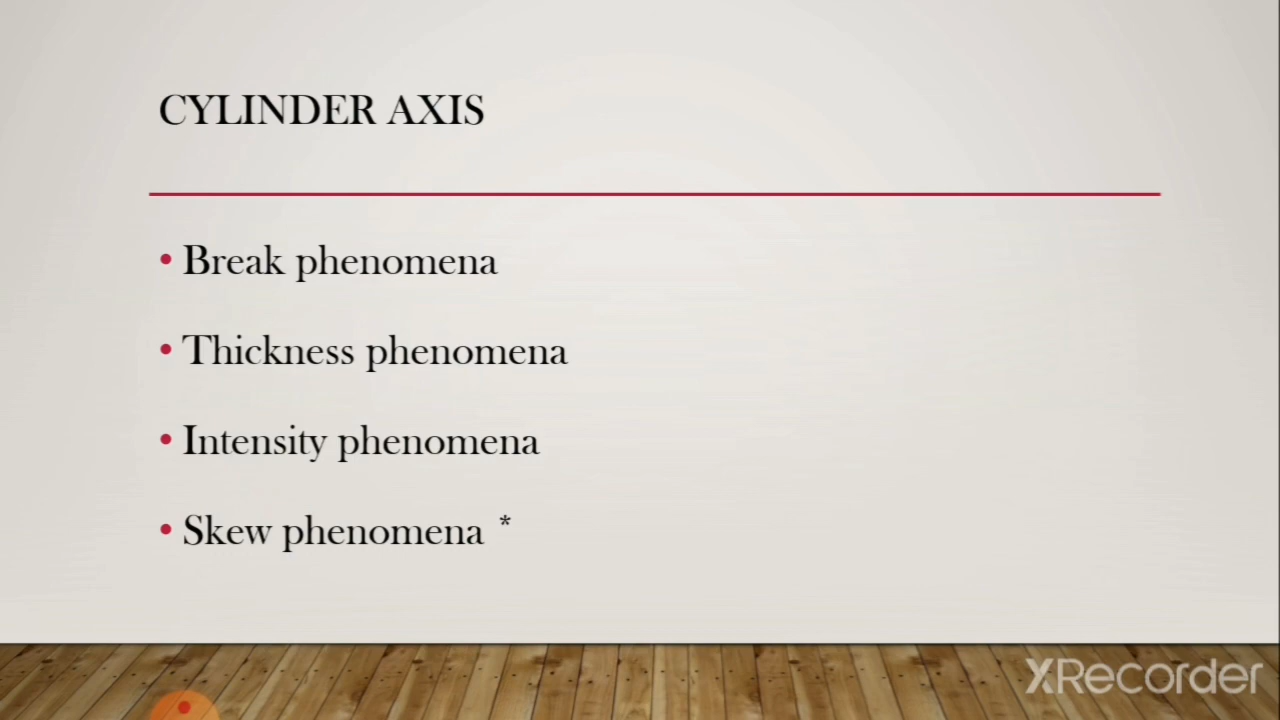 CYLINDER AXIS
• Break phenomena
• Thickness phenomena
• Intensity phenomena
• Skew phenomena *
XRecorder